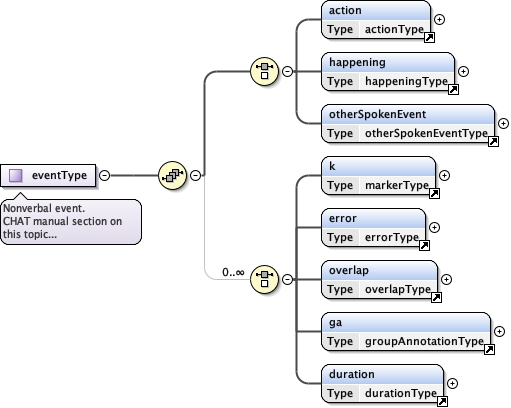 action
Type actionType
happening
Type happeningType
otherSpokenEvent
Type otherSpokenEventType
eventType
Nonverbal event.
CHAT manual section on
this topic...
k
Type markerType
error
Type errorType
0..∞
overlap
Type overlapType
ga
Type groupAnnotationType
duration
Type durationType